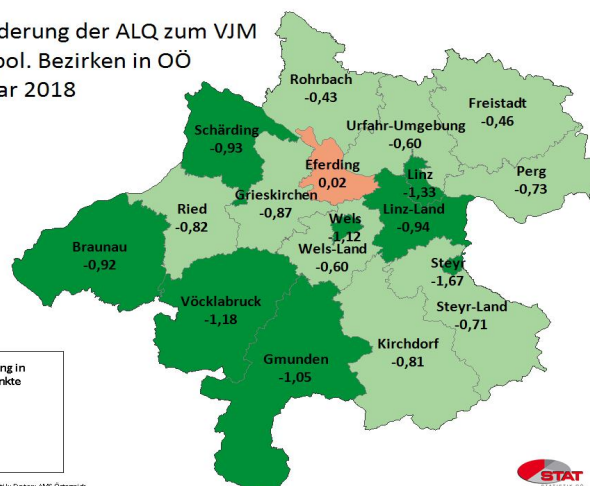 derung der ALQ zum VJM
pol. Bezirken in OÖ
ar 2018
Rohrbach
-0,43
Freistadt
-0,46
Urfahr-Umgebung
-0,60
Schärding
-0,93
Eferding
0,02
Linz
-1,33
Perg
-0,73
Grieskirchen
-0,87
Ried
-0,82
Linz-Land
-0,94
Wels
-1,12
Wels-Land
-0,60
Braunau
-0,92
Steyr
-1,67
Vöcklabruck
-1,18
Steyr-Land
-0,71
Kirchdorf
-0,81
Gmunden
-1,05
ng in
nkte
STAT